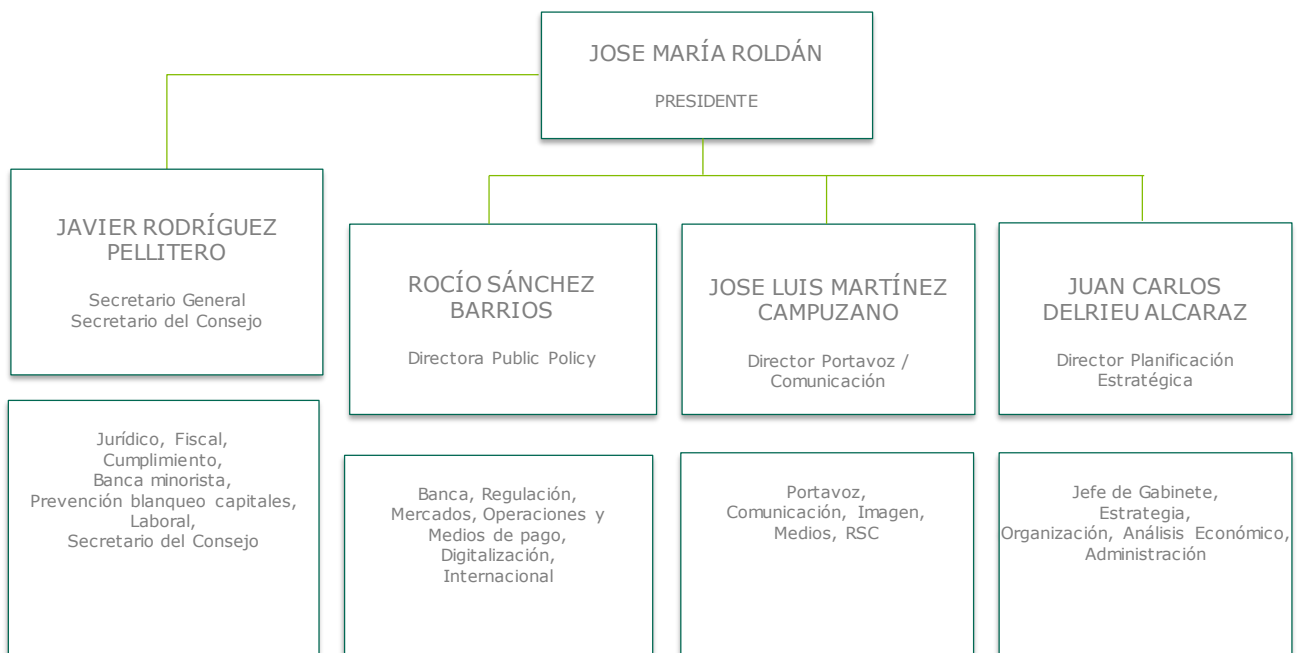 JOSE MARÍA ROLDÁN
PRESIDENTE
JAVIER RODRÍGUEZ
PELLITERO
Secretario General
Secretario del Consejo
ROCÍO SÁNCHEZ
BARRIOS
Directora Public Policy
JOSE LUIS MARTÍNEZ
CAMPUZANO
Director Portavoz /
Comunicación
JUAN CARLOS
DELRIEU ALCARAZ
Director Planificación
Estratégica
Jurídico, Fiscal,
Cumplimiento,
Banca minorista,
Prevención blanqueo capitales,
Laboral,
Secretario del Consejo
Banca, Regulación,
Mercados, Operaciones y
Medios de pago,
Digitalización,
Internacional
Portavoz,
Comunicación, Imagen,
Medios, RSC
Jefe de Gabinete,
Estrategia,
Organización, Análisis Económico,
Administración